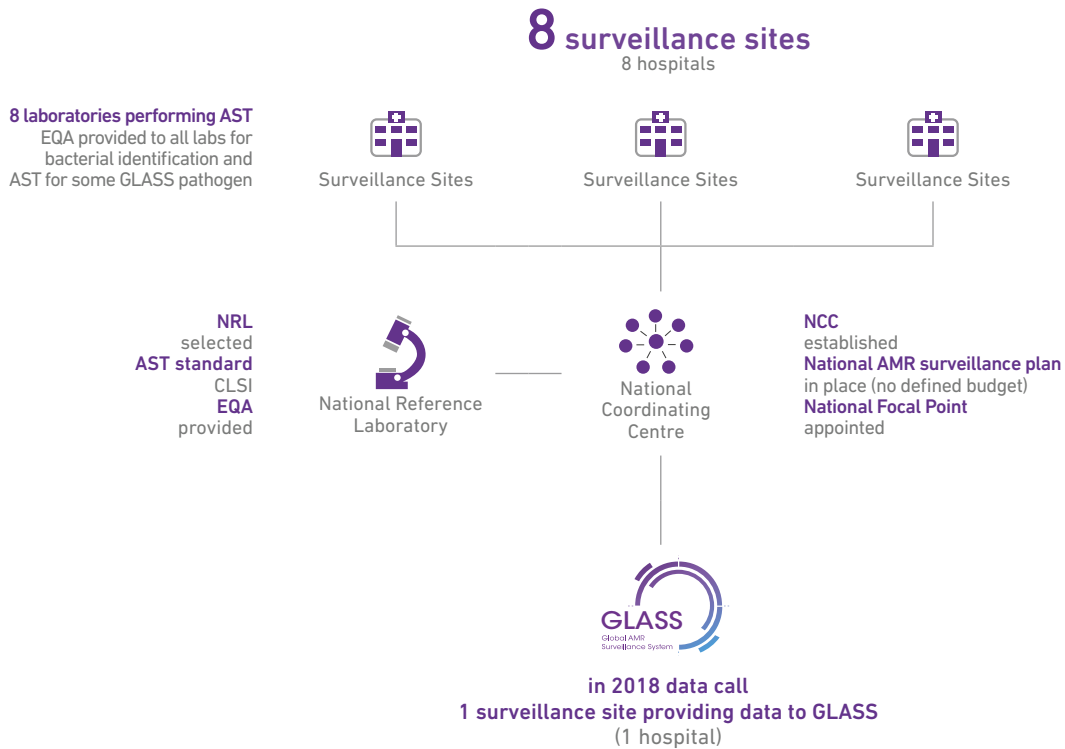 8 surveillance sites
8 hospitals
8 laboratories performing AST
EQA provided to all labs for
bacterial identification and
AST for some GLASS pathogen
Surveillance Sites
Surveillance Sites
Surveillance Sites
NRL
selected
AST standard
CLSI
EQA
provided
National Reference
Laboratory
National
Coordinating
Centre
NCC
established
National AMR surveillance plan
in place (no defined budget)
National Focal Point
appointed
GLASS
Global AMR
Surveillance System
in 2018 data call
1 surveillance site providing data to GLASS
(1 hospital)